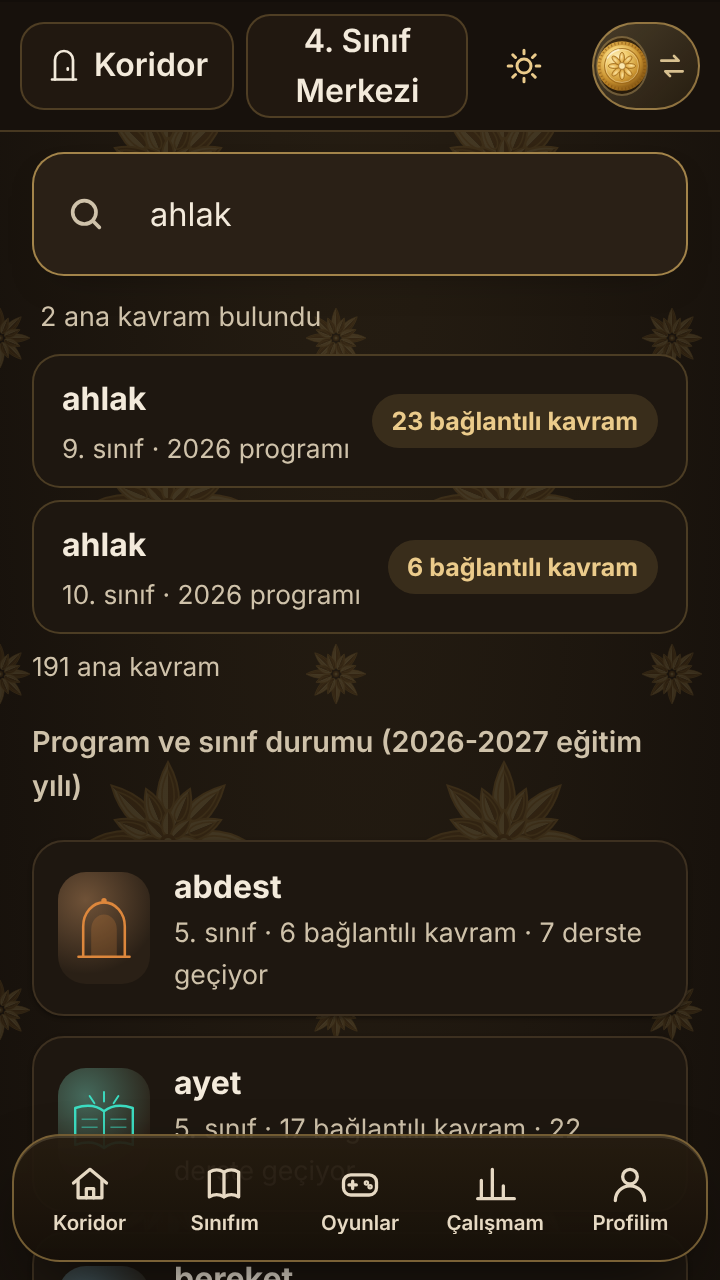 Koridor
4. Sınıf
Merkezi
ahlak
2 ana kavram bulundu
ahlak
9. sınıf · 2026 programı
23 bağlantılı kavram
ahlak
10. sınıf · 2026 programı
6 bağlantılı kavram
191 ana kavram
Program ve sınıf durumu (2026-2027 eğitim
yılı)
abdest
5. sınıf · 6 bağlantılı kavram · 7 derste
geçiyor
ayet
5. sınıf · 17 bağlantılı kavram · 22
derste geçiyor
Koridor
Sınıfım
Oyunlar
Çalışmam
Profilim
bereket